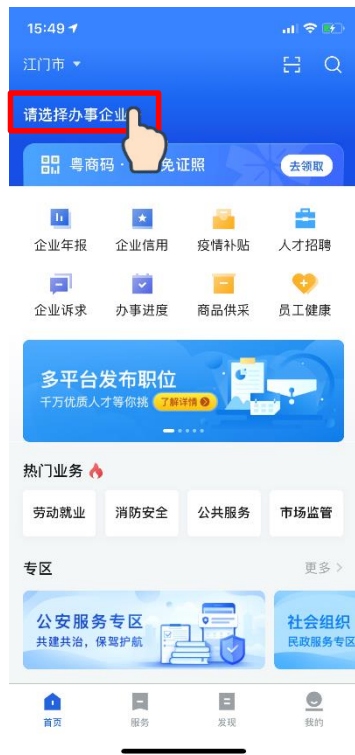 15:49
江门市
请选择办事企业
粤商码· 免证照
去领取
企业年报 企业信用 疫情补贴 人才招聘
企业诉求 办事进度 商品供采 员工健康
多平台发布职位
千万优质人才等你挑 了解详情
热门业务
劳动就业 消防安全 公共服务 市场监管
专区 更多
公安服务专区
共建共治，保驾护航
社会组织
民政服务专区
首页 服务 发现 我的